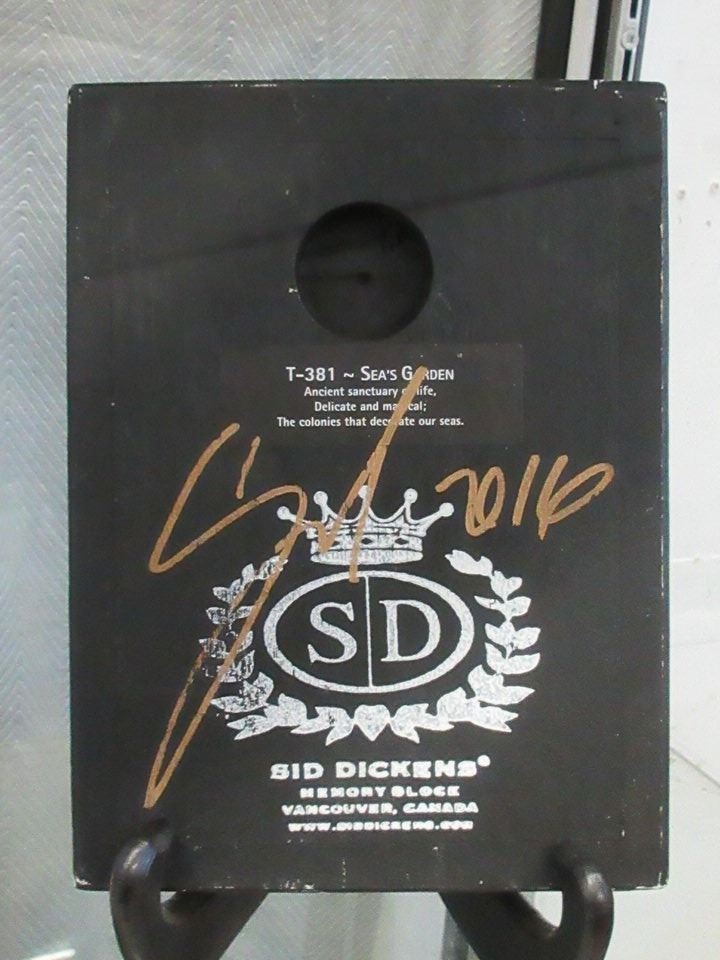 T-381 ~ SEA'S GARDEN
Ancient sanctuary of life,
Delicate and magical;
The colonies that decorate our seas.
Sid 2016
S D
SID DICKENS®
MEMORY BLOCK
VANCOUVER, CANADA
WWW.SIDDICKENS.COM